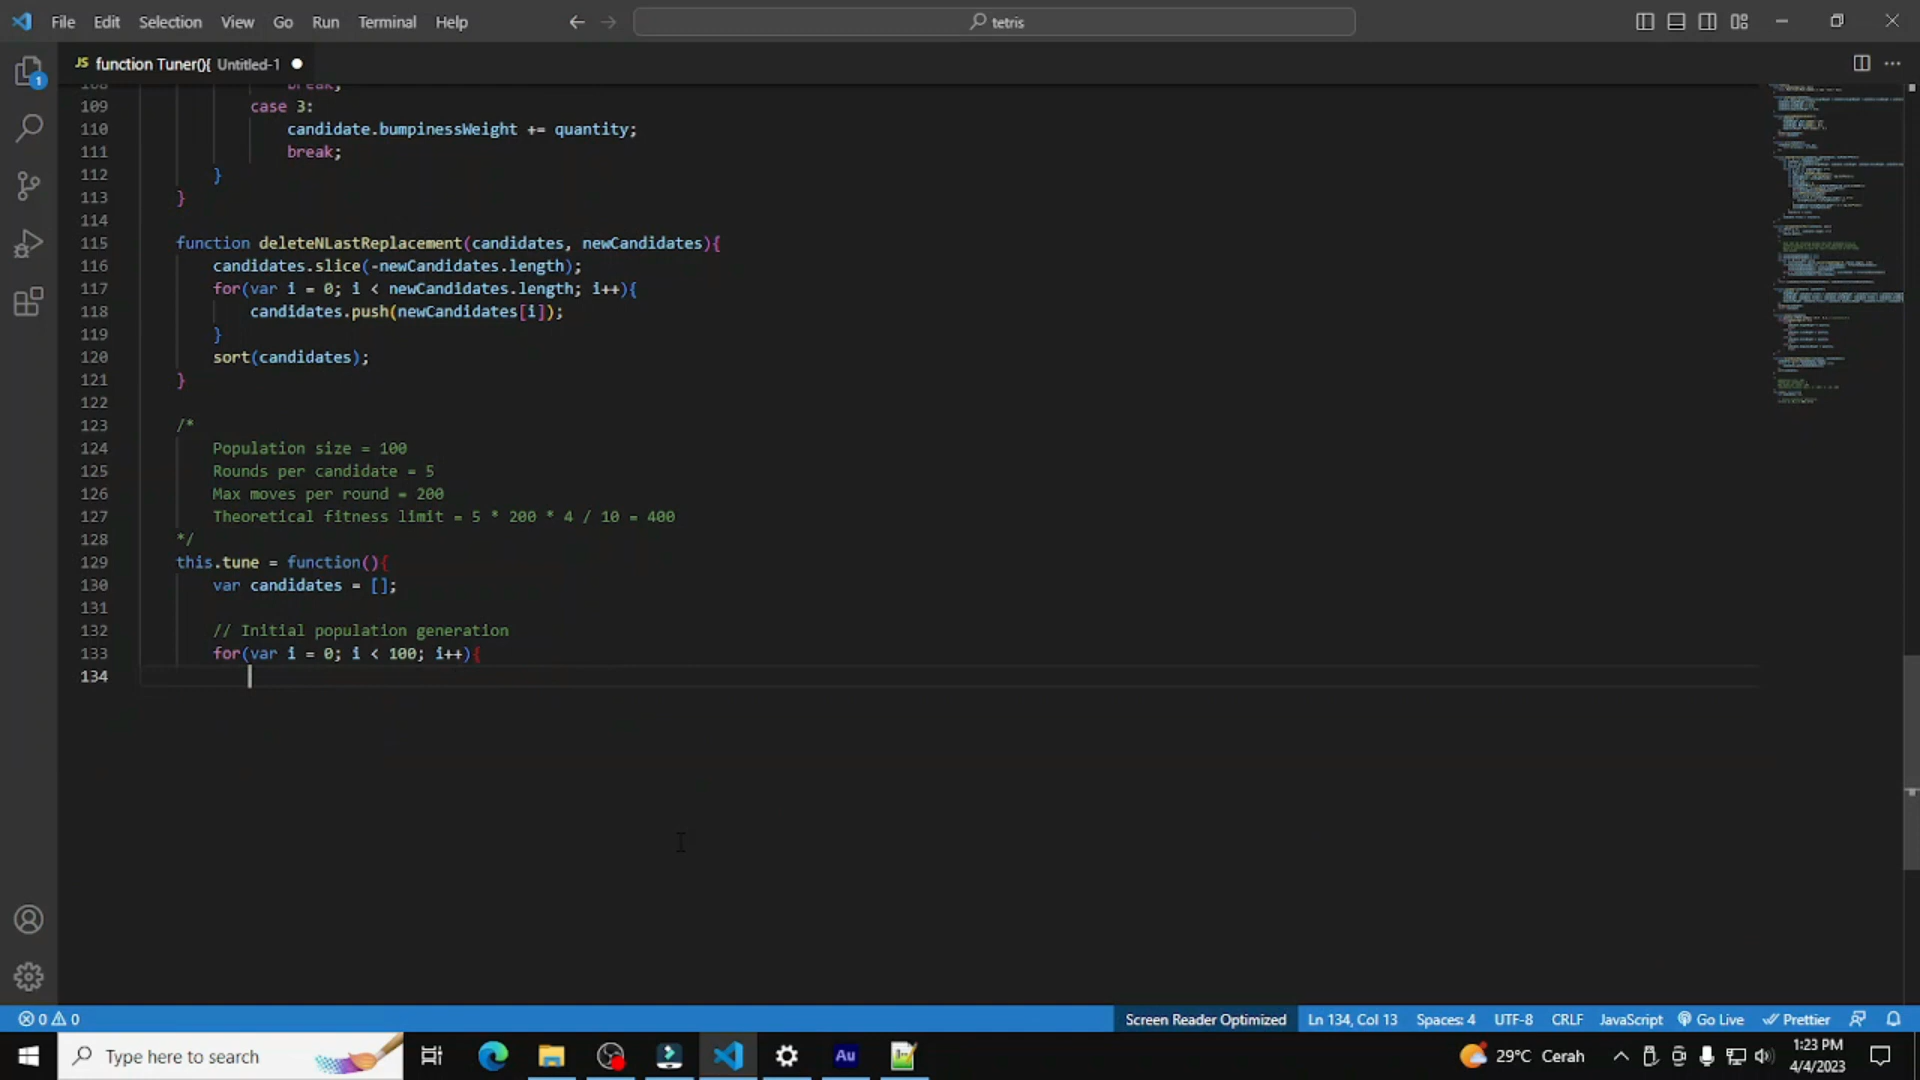 File Edit Selection View Go Run Terminal Help
tetris
JS function Tuner(){ Untitled-1
1
108 break;
109 case 3:
110 candidate.bumpinessWeight += quantity;
111 break;
112 }
113 }
114
115 function deleteNLastReplacement(candidates, newCandidates){
116 candidates.slice(-newCandidates.length);
117 for(var i = 0; i < newCandidates.length; i++){
118 candidates.push(newCandidates[i]);
119 }
120 sort(candidates);
121 }
122
123 /*
124 Population size = 100
125 Rounds per candidate = 5
126 Max moves per round = 200
127 Theoretical fitness limit = 5 * 200 * 4 / 10 = 400
128 */
129 this.tune = function(){
130 var candidates = [];
131
132 // Initial population generation
133 for(var i = 0; i < 100; i++){
134
0 0 Screen Reader Optimized Ln 134, Col 13 Spaces: 4 UTF-8 CRLF JavaScript Go Live Prettier
Type here to search Au 29°C Cerah 1:23 PM
4/4/2023